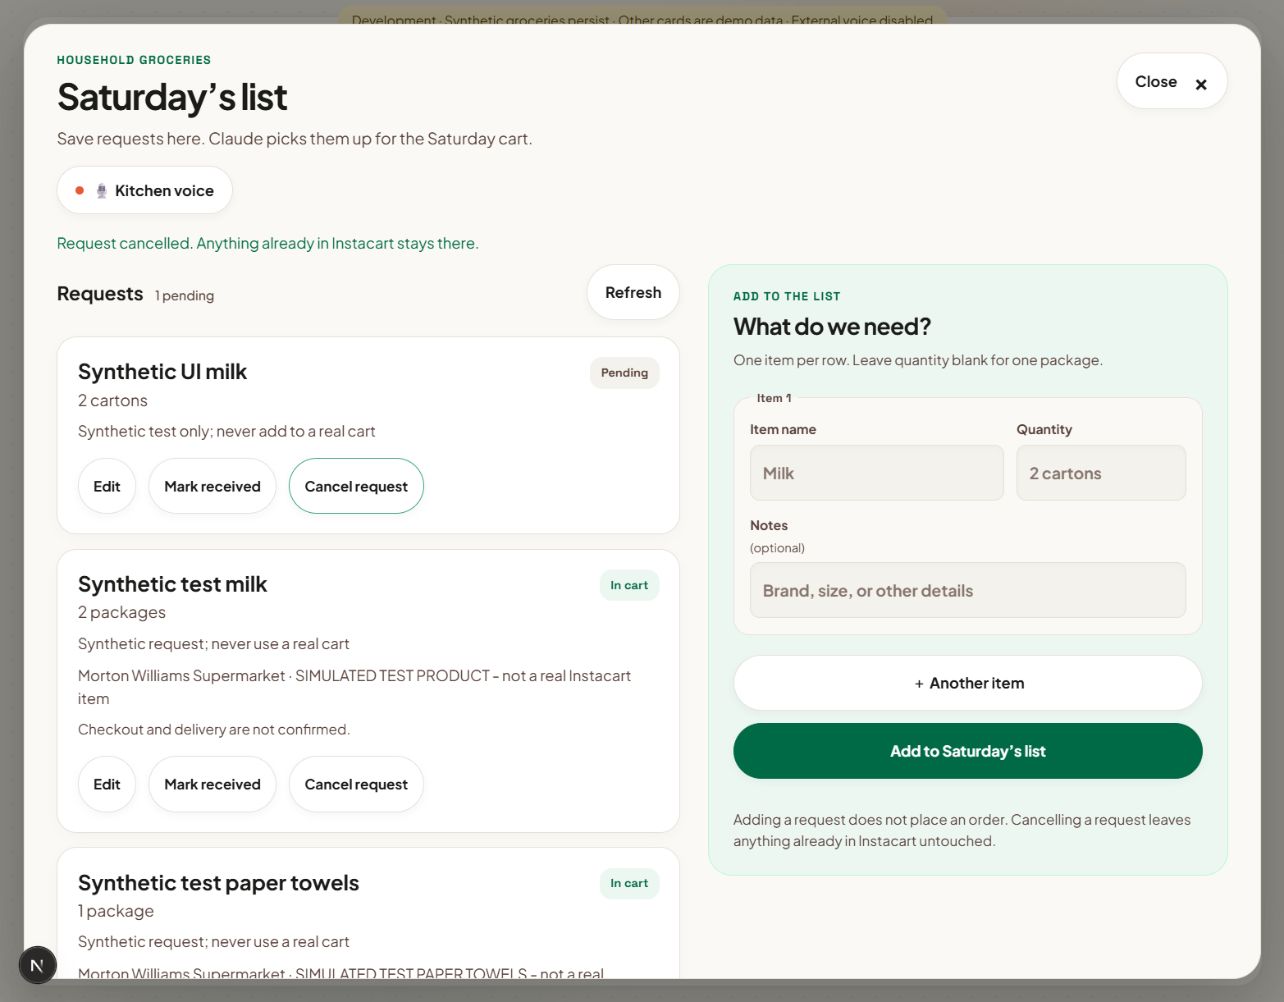 Development · Synthetic groceries persist · Other cards are demo data · External voice disabled
HOUSEHOLD GROCERIES
Saturday’s list
Close ×
Save requests here. Claude picks them up for the Saturday cart.
Kitchen voice
Request cancelled. Anything already in Instacart stays there.
Requests 1 pending
Refresh
Synthetic UI milk
Pending
2 cartons
Synthetic test only; never add to a real cart
Edit
Mark received
Cancel request
Synthetic test milk
In cart
2 packages
Synthetic request; never use a real cart
Morton Williams Supermarket · SIMULATED TEST PRODUCT - not a real Instacart
item
Checkout and delivery are not confirmed.
Edit
Mark received
Cancel request
Synthetic test paper towels
In cart
1 package
Synthetic request; never use a real cart
Morton Williams Supermarket · SIMULATED TEST PAPER TOWELS - not a real
ADD TO THE LIST
What do we need?
One item per row. Leave quantity blank for one package.
Item 1
Item name
Quantity
Milk
2 cartons
Notes
(optional)
Brand, size, or other details
+ Another item
Add to Saturday’s list
Adding a request does not place an order. Cancelling a request leaves
anything already in Instacart untouched.
N